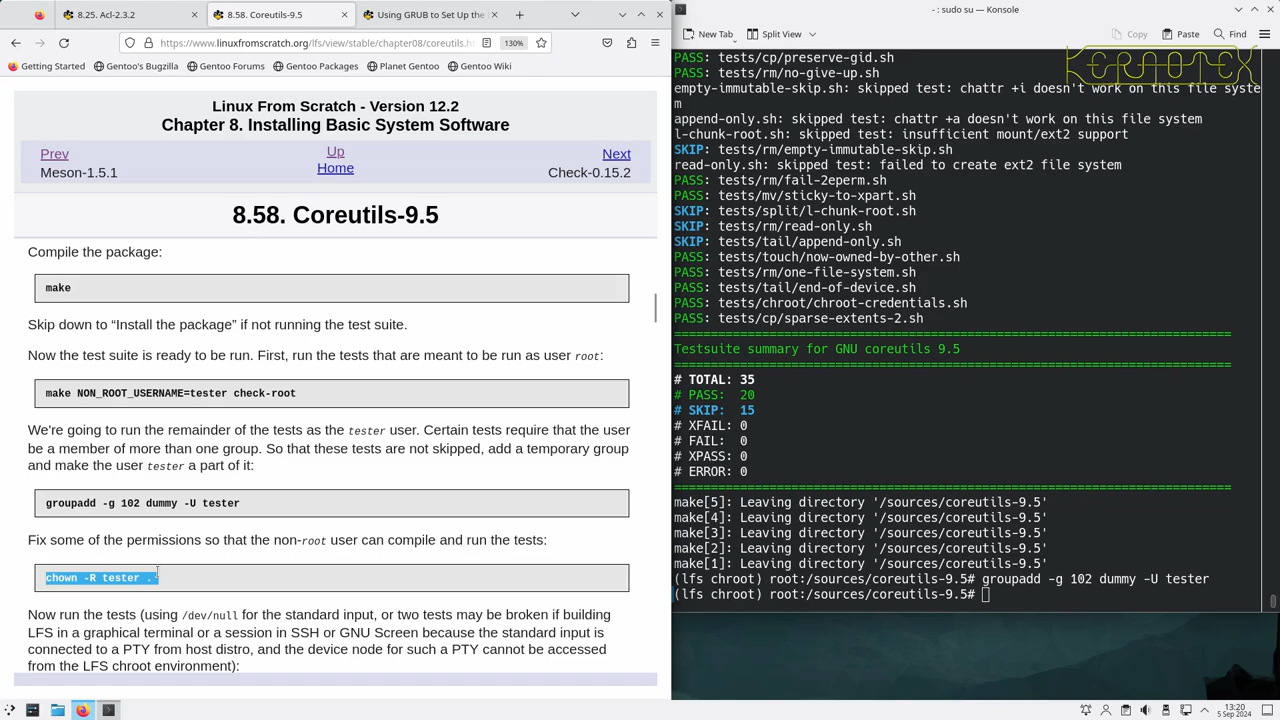 8.25. Acl-2.3.2
8.58. Coreutils-9.5
Using GRUB to Set Up the
https://www.linuxfromscratch.org/lfs/view/stable/chapter08/coreutils.h
130%
Getting Started
Gentoo's Bugzilla
Gentoo Forums
Gentoo Packages
Planet Gentoo
Gentoo Wiki
Linux From Scratch - Version 12.2
Chapter 8. Installing Basic System Software
Prev
Up
Next
Meson-1.5.1
Home
Check-0.15.2
8.58. Coreutils-9.5
Compile the package:
make
Skip down to “Install the package” if not running the test suite.
Now the test suite is ready to be run. First, run the tests that are meant to be run as user root:
make NON_ROOT_USERNAME=tester check-root
We're going to run the remainder of the tests as the tester user. Certain tests require that the user
be a member of more than one group. So that these tests are not skipped, add a temporary group
and make the user tester a part of it:
groupadd -g 102 dummy -U tester
Fix some of the permissions so that the non-root user can compile and run the tests:
chown -R tester .
Now run the tests (using /dev/null for the standard input, or two tests may be broken if building
LFS in a graphical terminal or a session in SSH or GNU Screen because the standard input is
connected to a PTY from host distro, and the device node for such a PTY cannot be accessed
from the LFS chroot environment):
- : sudo su — Konsole
New Tab
Split View
Copy
Paste
Find
KERNOTEX
PASS: tests/cp/preserve-gid.sh
PASS: tests/rm/no-give-up.sh
empty-immutable-skip.sh: skipped test: chattr +i doesn't work on this file syste
m
append-only.sh: skipped test: chattr +a doesn't work on this file system
l-chunk-root.sh: skipped test: insufficient mount/ext2 support
SKIP: tests/rm/empty-immutable-skip.sh
read-only.sh: skipped test: failed to create ext2 file system
PASS: tests/rm/fail-2eperm.sh
PASS: tests/mv/sticky-to-xpart.sh
SKIP: tests/split/l-chunk-root.sh
SKIP: tests/rm/read-only.sh
SKIP: tests/tail/append-only.sh
PASS: tests/touch/now-owned-by-other.sh
PASS: tests/rm/one-file-system.sh
PASS: tests/tail/end-of-device.sh
PASS: tests/chroot/chroot-credentials.sh
PASS: tests/cp/sparse-extents-2.sh
============================================================================
Testsuite summary for GNU coreutils 9.5
============================================================================
# TOTAL: 35
# PASS:  20
# SKIP:  15
# XFAIL: 0
# FAIL:  0
# XPASS: 0
# ERROR: 0
============================================================================
make[5]: Leaving directory '/sources/coreutils-9.5'
make[4]: Leaving directory '/sources/coreutils-9.5'
make[3]: Leaving directory '/sources/coreutils-9.5'
make[2]: Leaving directory '/sources/coreutils-9.5'
make[1]: Leaving directory '/sources/coreutils-9.5'
(lfs chroot) root:/sources/coreutils-9.5# groupadd -g 102 dummy -U tester
(lfs chroot) root:/sources/coreutils-9.5#
13:20
5 Sep 2024